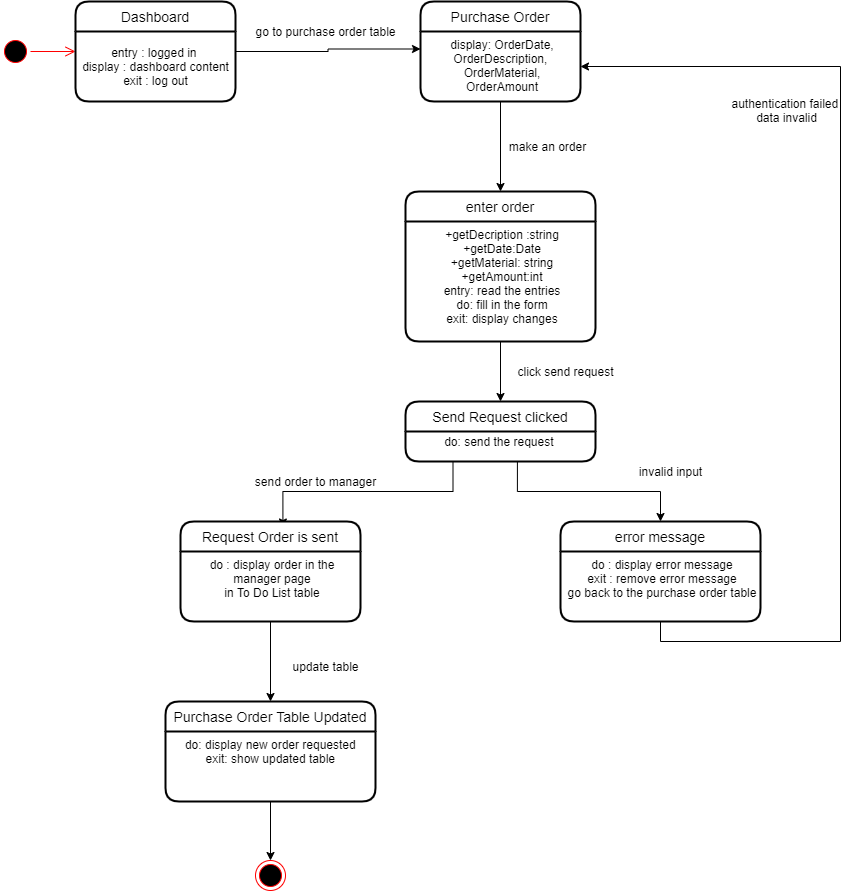 Dashboard
entry : logged in
display : dashboard content
exit : log out
go to purchase order table
Purchase Order
display: OrderDate,
OrderDescription,
OrderMaterial,
OrderAmount
authentication failed
data invalid
make an order
enter order
+getDecription :string
+getDate:Date
+getMaterial: string
+getAmount:int
entry: read the entries
do: fill in the form
exit: display changes
click send request
Send Request clicked
do: send the request
send order to manager
invalid input
Request Order is sent
do : display order in the
manager page
in To Do List table
error message
do : display error message
exit : remove error message
go back to the purchase order table
update table
Purchase Order Table Updated
do: display new order requested
exit: show updated table